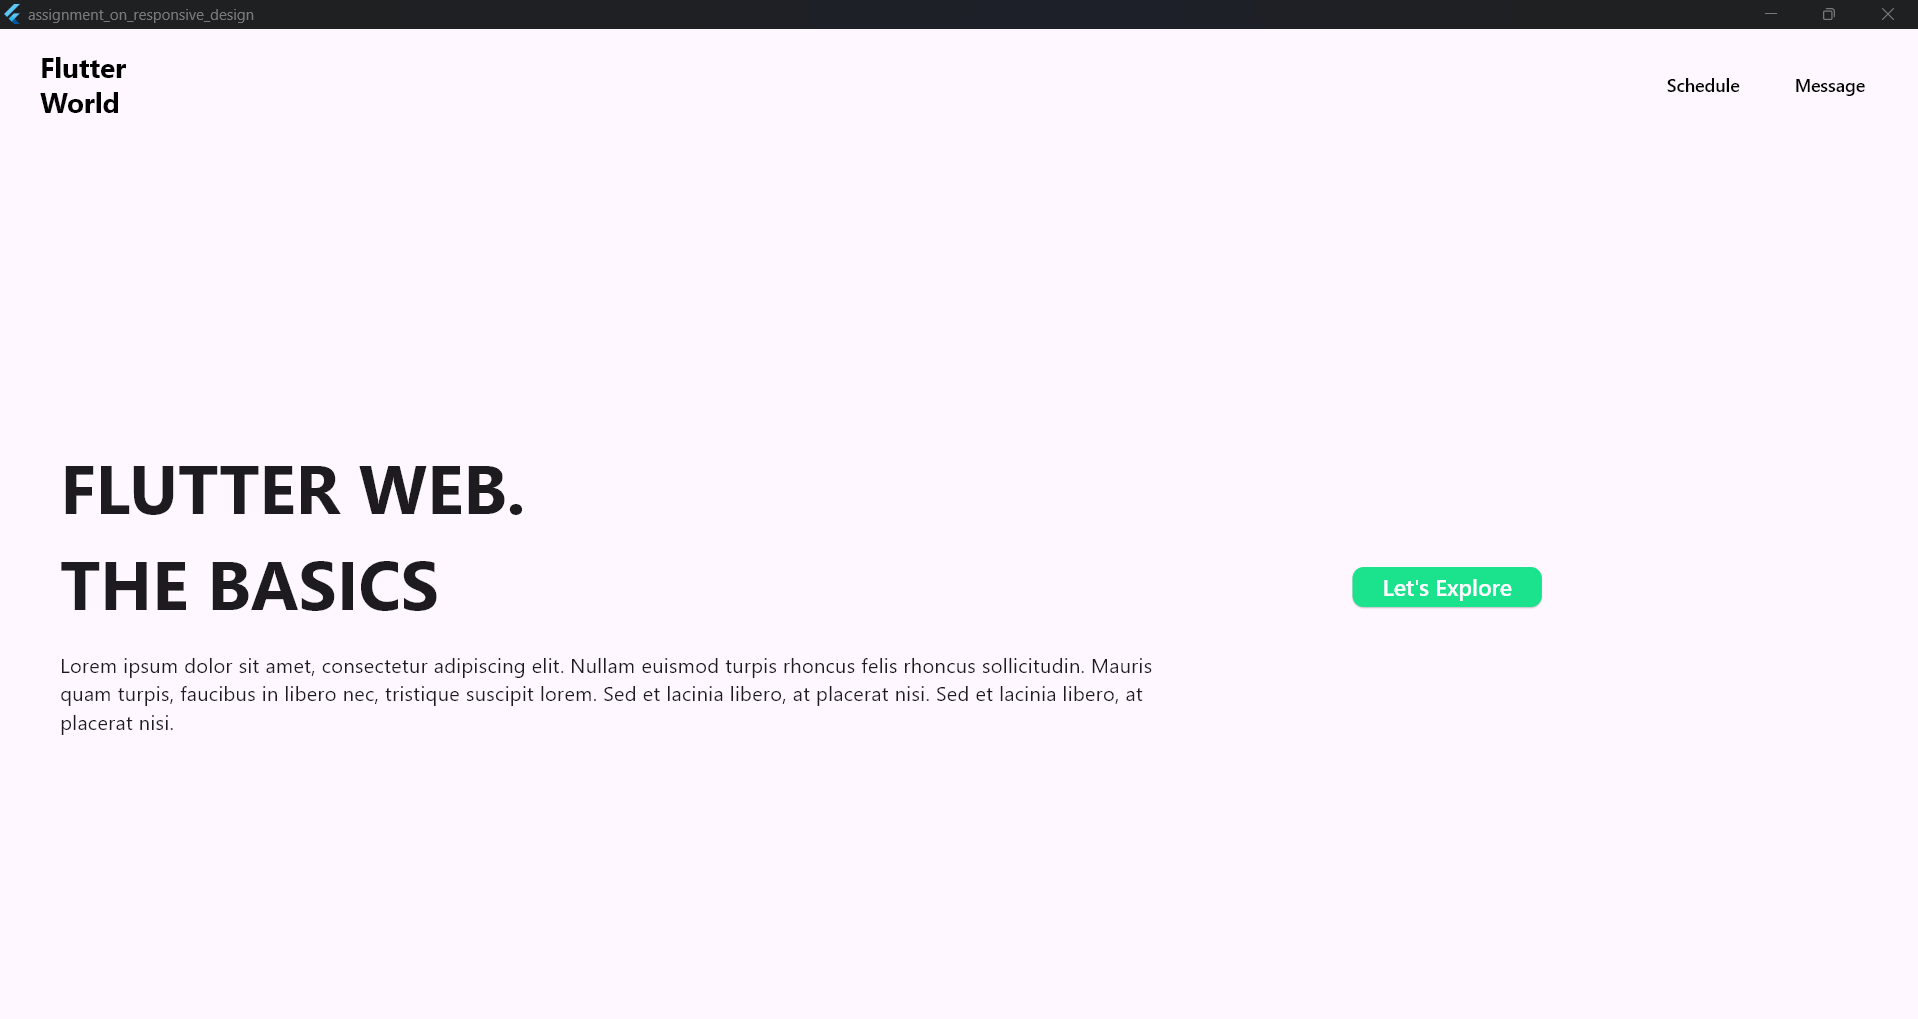 assignment_on_responsive_design
Flutter
World
Schedule
Message
FLUTTER WEB.
THE BASICS
Lorem ipsum dolor sit amet, consectetur adipiscing elit. Nullam euismod turpis rhoncus felis rhoncus sollicitudin. Mauris
quam turpis, faucibus in libero nec, tristique suscipit lorem. Sed et lacinia libero, at placerat nisi. Sed et lacinia libero, at
placerat nisi.
Let's Explore